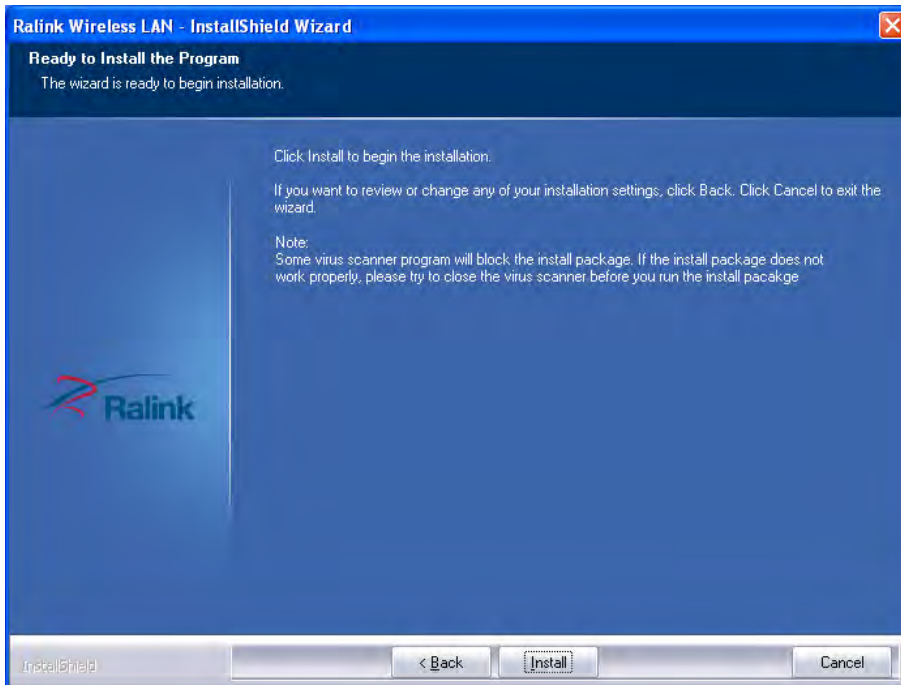 Ralink Wireless LAN - InstallShield Wizard
Ready to Install the Program
The wizard is ready to begin installation.
Click Install to begin the installation.
If you want to review or change any of your installation settings, click Back. Click Cancel to exit the
wizard.
Note:
Some virus scanner program will block the install package. If the install package does not
work properly, please try to close the virus scanner before you run the install pacakge
Ralink
InstallShield
< Back
Install
Cancel